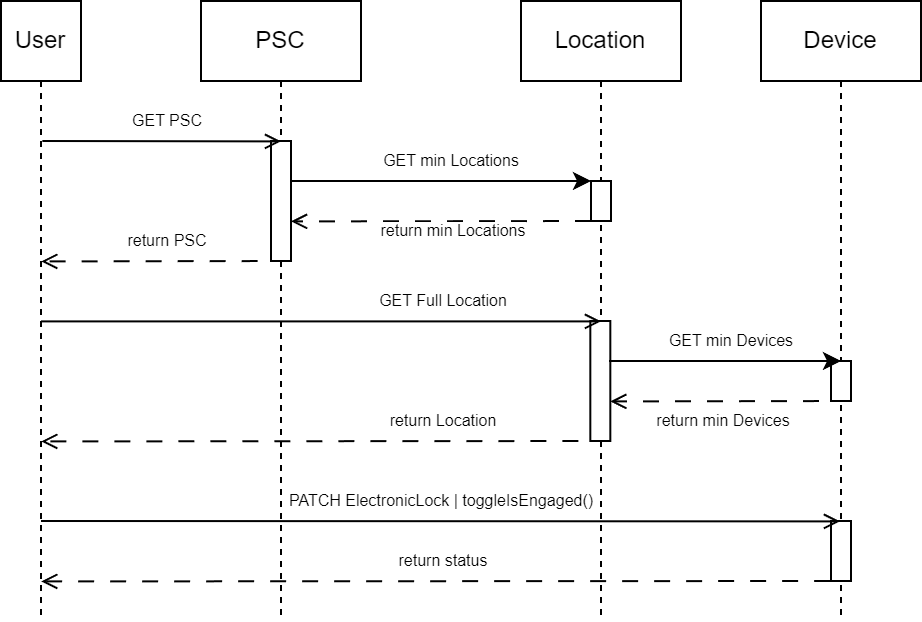 User
PSC
Location
Device
GET PSC
GET min Locations
return min Locations
return PSC
GET Full Location
GET min Devices
return min Devices
return Location
PATCH ElectronicLock | toggleIsEngaged()
return status